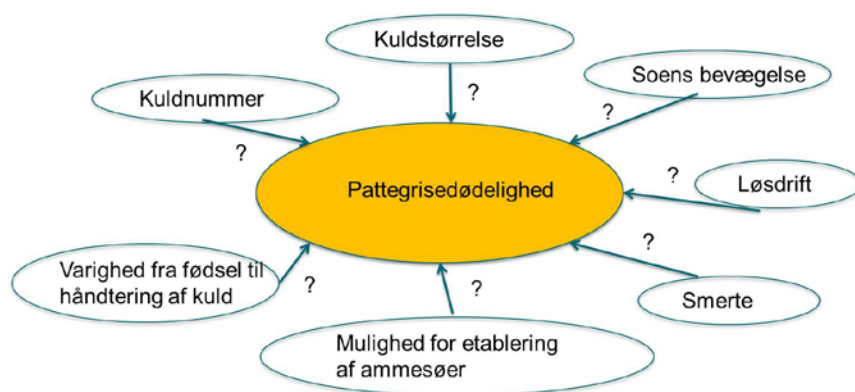 Kuldstørrelse
Soens bevægelse
Kuldnummer
?
?
?
Pattegrisedødelighed
?
Løsdrift
?
Varighed fra fødsel til
håndtering af kuld
?
?
Smerte
Mulighed for etablering
af ammesøer